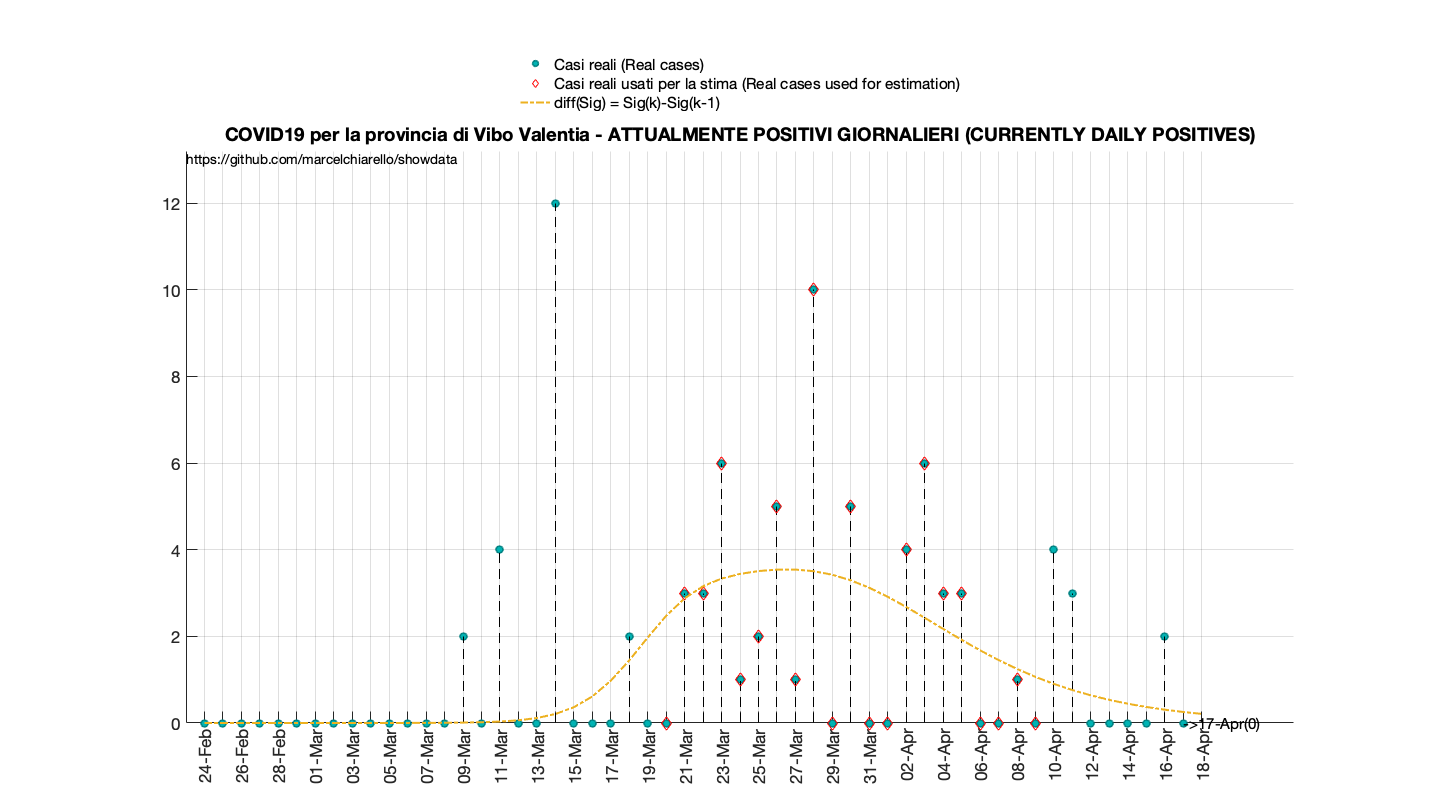 Casi reali (Real cases)
Casi reali usati per la stima (Real cases used for estimation)
diff(Sig) = Sig(k)-Sig(k-1)
COVID19 per la provincia di Vibo Valentia - ATTUALMENTE POSITIVI GIORNALIERI (CURRENTLY DAILY POSITIVES)
https://github.com/marcelchiarello/showdata
12
10
8
6
4
2
0
->17-Apr(0)
24-Feb
26-Feb
28-Feb
01-Mar
03-Mar
05-Mar
07-Mar
09-Mar
11-Mar
13-Mar
15-Mar
17-Mar
19-Mar
21-Mar
23-Mar
25-Mar
27-Mar
29-Mar
31-Mar
02-Apr
04-Apr
06-Apr
08-Apr
10-Apr
12-Apr
14-Apr
16-Apr
18-Apr